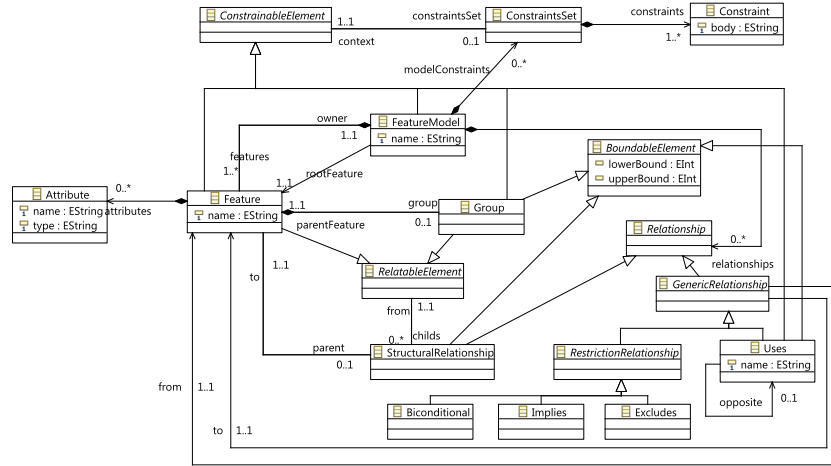 ConstrainableElement
1..1
context
constraintsSet
0..1
ConstraintsSet
constraints
1..*
Constraint
body : EString
modelConstraints
0..*
owner
1..1
FeatureModel
name : EString
features
1..*
rootFeature
1..1
BoundableElement
lowerBound : EInt
upperBound : EInt
Attribute
name : EString
type : EString
0..*
attributes
Feature
name : EString
1..1
parentFeature
group
0..1
Group
Relationship
0..*
relationships
RelatableElement
to
1..1
from
1..1
GenericRelationship
0..*
childs
parent
0..1
StructuralRelationship
RestrictionRelationship
Uses
name : EString
opposite
0..1
from
1..1
to
1..1
Biconditional
Implies
Excludes